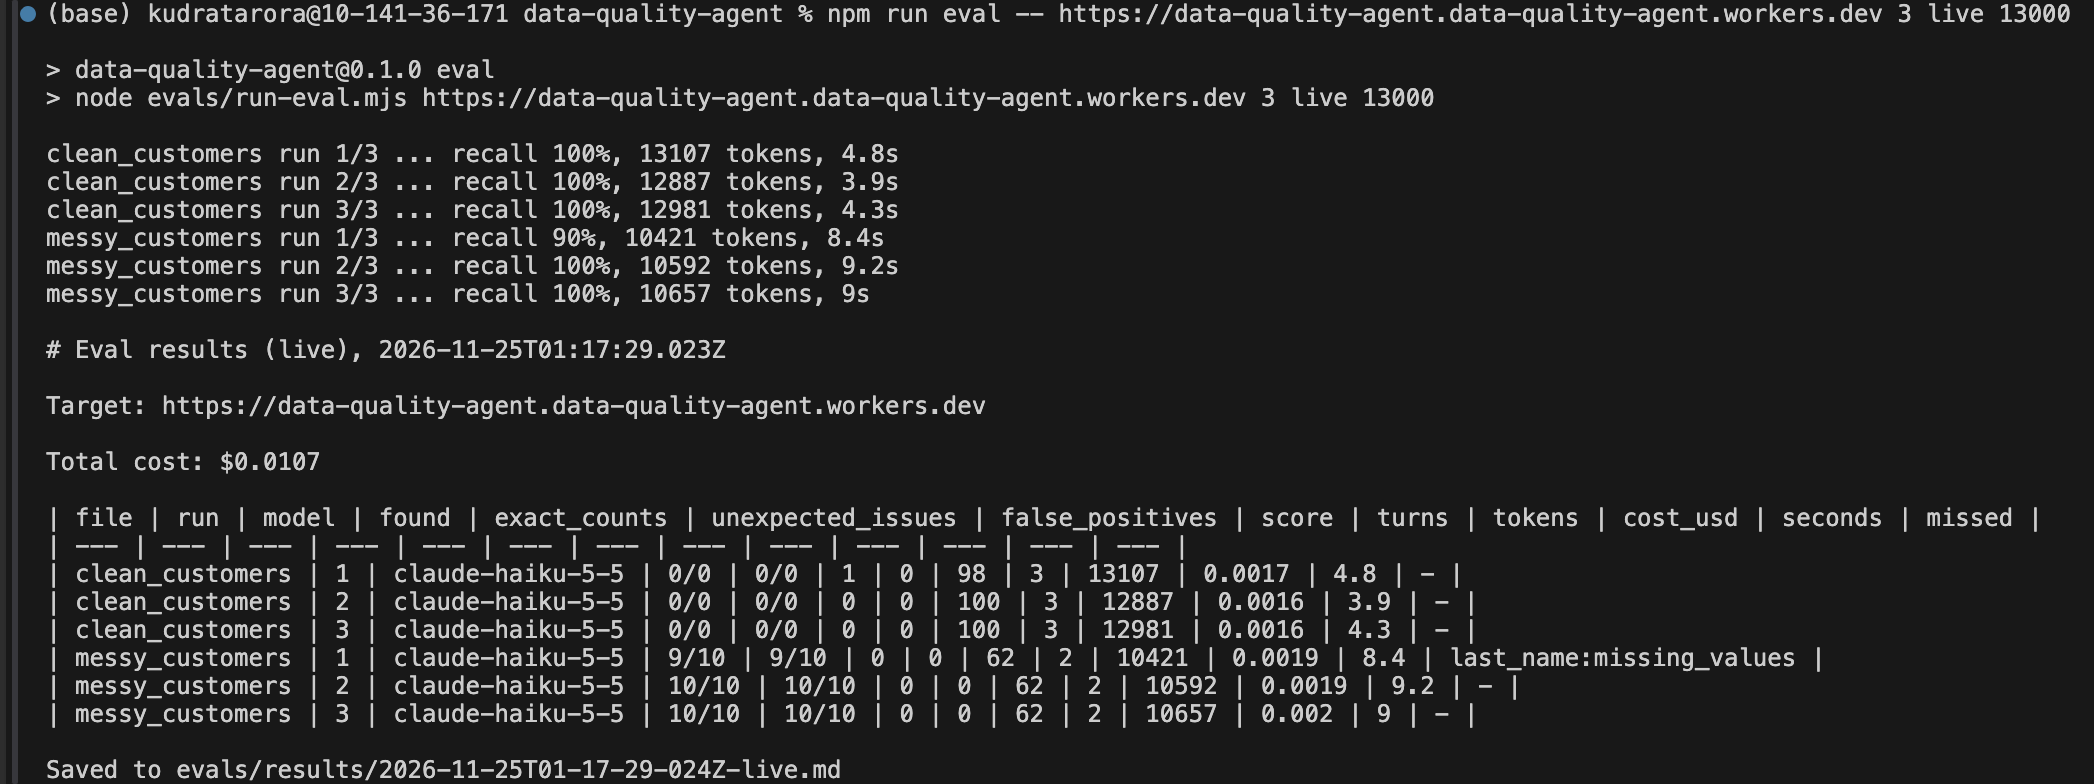 (base) kudratarora@10-141-36-171 data-quality-agent % npm run eval -- https://data-quality-agent.data-quality-agent.workers.dev 3 live 13000
> data-quality-agent@0.1.0 eval
> node evals/run-eval.mjs https://data-quality-agent.data-quality-agent.workers.dev 3 live 13000
clean_customers run 1/3 ... recall 100%, 13107 tokens, 4.8s
clean_customers run 2/3 ... recall 100%, 12887 tokens, 3.9s
clean_customers run 3/3 ... recall 100%, 12981 tokens, 4.3s
messy_customers run 1/3 ... recall 90%, 10421 tokens, 8.4s
messy_customers run 2/3 ... recall 100%, 10592 tokens, 9.2s
messy_customers run 3/3 ... recall 100%, 10657 tokens, 9s
# Eval results (live), 2026-11-25T01:17:29.023Z
Target: https://data-quality-agent.data-quality-agent.workers.dev
Total cost: $0.0107
| file | run | model | found | exact_counts | unexpected_issues | false_positives | score | turns | tokens | cost_usd | seconds | missed |
| --- | --- | --- | --- | --- | --- | --- | --- | --- | --- | --- | --- | --- |
| clean_customers | 1 | claude-haiku-5-5 | 0/0 | 0/0 | 1 | 0 | 98 | 3 | 13107 | 0.0017 | 4.8 | - |
| clean_customers | 2 | claude-haiku-5-5 | 0/0 | 0/0 | 0 | 0 | 100 | 3 | 12887 | 0.0016 | 3.9 | - |
| clean_customers | 3 | claude-haiku-5-5 | 0/0 | 0/0 | 0 | 0 | 100 | 3 | 12981 | 0.0016 | 4.3 | - |
| messy_customers | 1 | claude-haiku-5-5 | 9/10 | 9/10 | 0 | 0 | 62 | 2 | 10421 | 0.0019 | 8.4 | last_name:missing_values |
| messy_customers | 2 | claude-haiku-5-5 | 10/10 | 10/10 | 0 | 0 | 62 | 2 | 10592 | 0.0019 | 9.2 | - |
| messy_customers | 3 | claude-haiku-5-5 | 10/10 | 10/10 | 0 | 0 | 62 | 2 | 10657 | 0.002 | 9 | - |
Saved to evals/results/2026-11-25T01-17-29-024Z-live.md